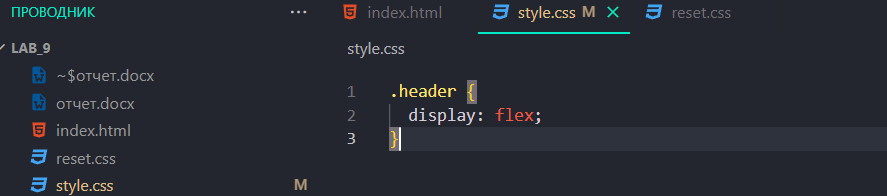 ПРОВОДНИК ...
LAB_9
~$отчет.docx
отчет.docx
index.html
reset.css
style.css M
index.html style.css M × reset.css
style.css
1 .header {
2 display: flex;
3 }